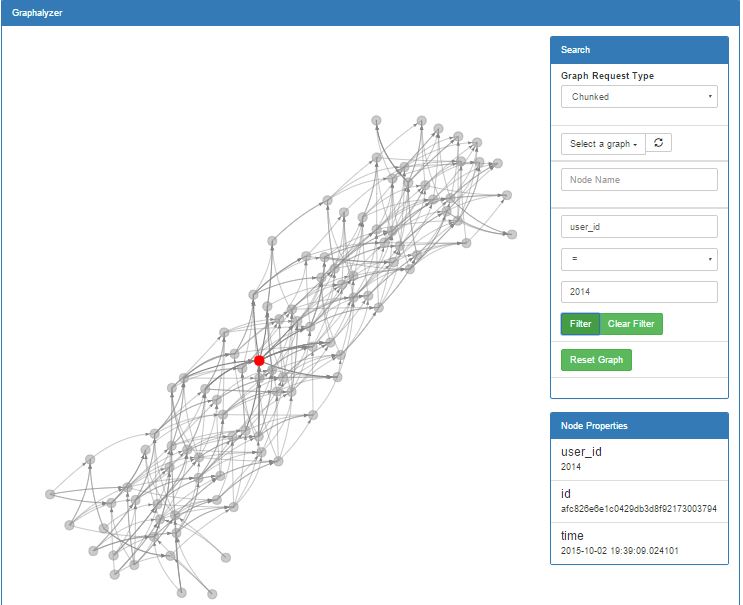 Graphalyzer
Search
Graph Request Type
Chunked
Select a graph
Node Name
user_id
=
2014
Filter Clear Filter
Reset Graph
Node Properties
user_id
2014
id
afc826e6e1c0429db3d8f92173003794
time
2015-10-02 19:39:09.024101